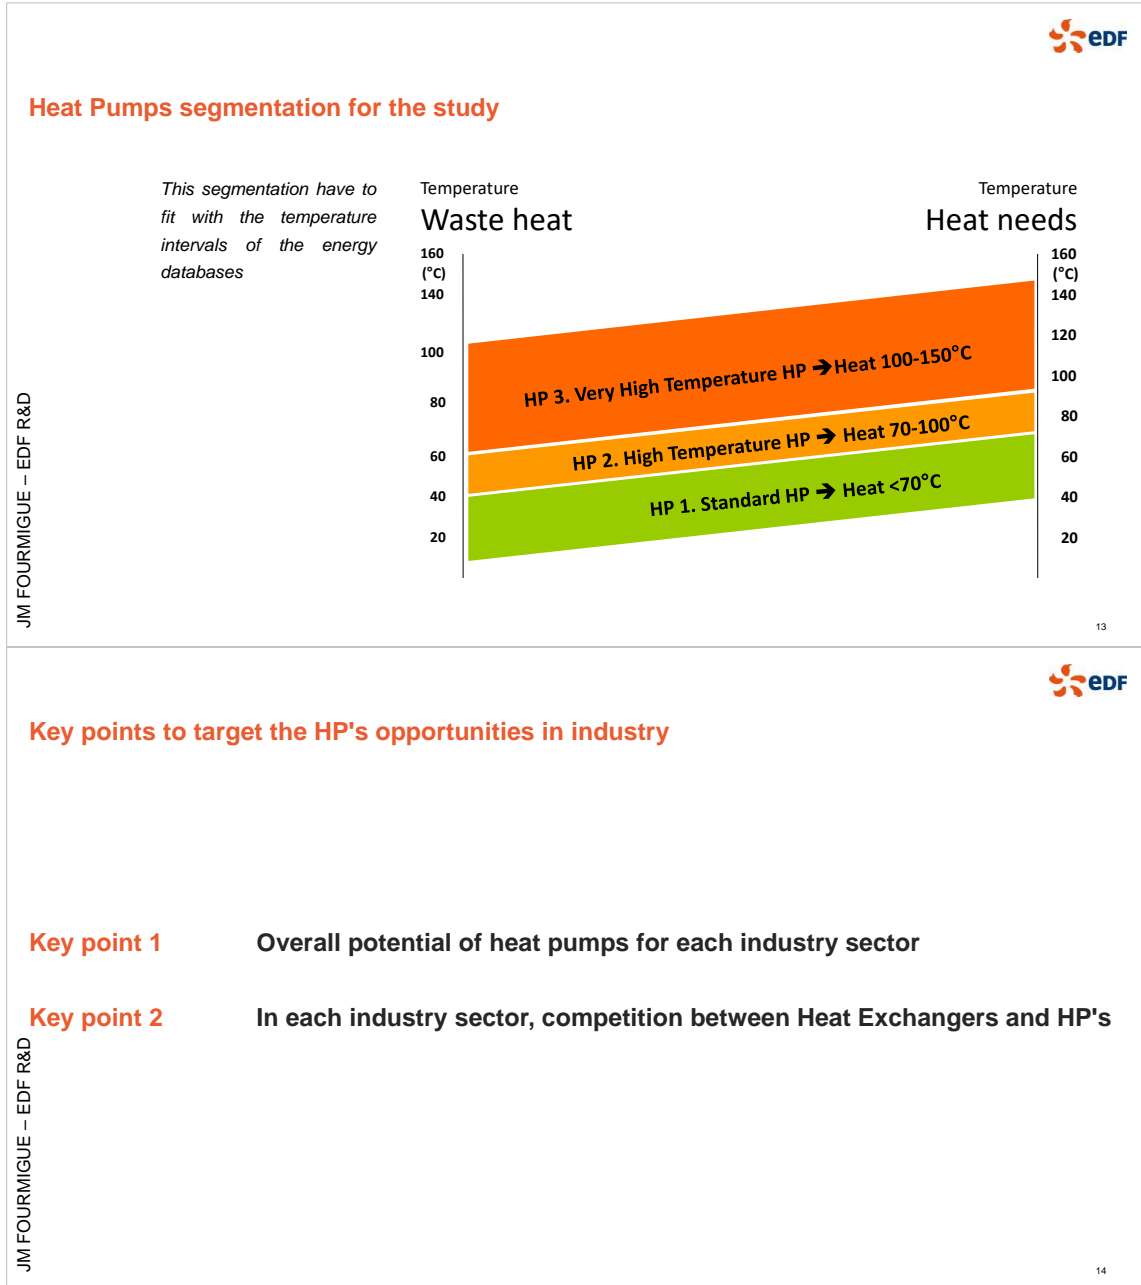 edF
Heat Pumps segmentation for the study
This segmentation have to
fit with the temperature
intervals of the energy
databases
Temperature
Waste heat
160
(°C)
140
100
80
60
40
20
Temperature
Heat needs
160
(°C)
140
120
100
80
60
40
20
HP 3. Very High Temperature HP ➔Heat 100-150°C
HP 2. High Temperature HP ➔ Heat 70-100°C
HP 1. Standard HP ➔ Heat <70°C
JM FOURMIGUE – EDF R&D
13
edF
Key points to target the HP's opportunities in industry
Key point 1 Overall potential of heat pumps for each industry sector
Key point 2 In each industry sector, competition between Heat Exchangers and HP's
JM FOURMIGUE – EDF R&D
14